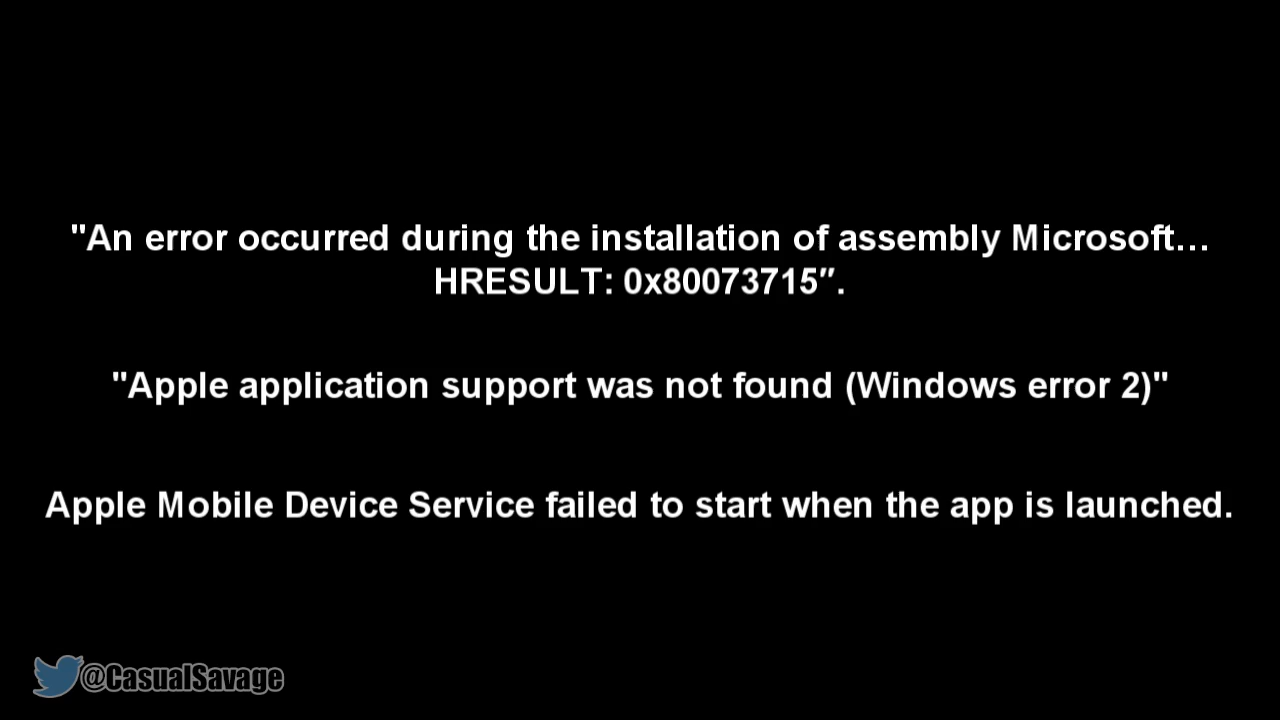 "An error occurred during the installation of assembly Microsoft…
HRESULT: 0x80073715″.
"Apple application support was not found (Windows error 2)"
Apple Mobile Device Service failed to start when the app is launched.
@CasualSavage